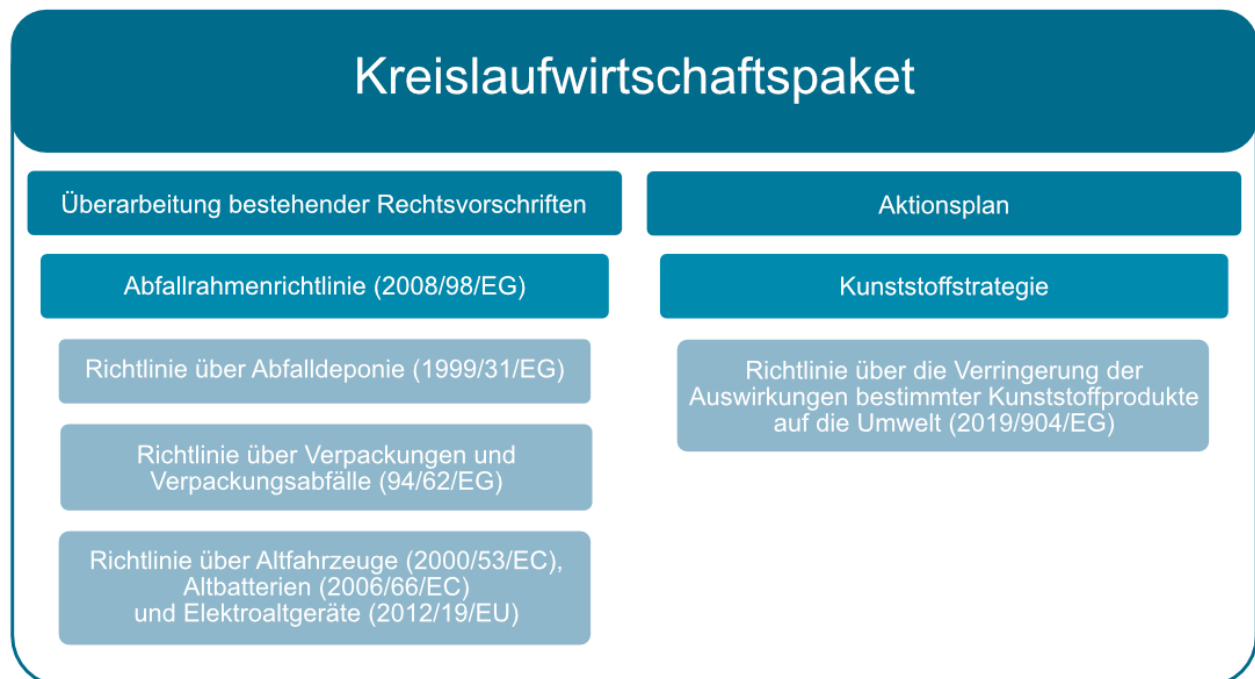 Kreislaufwirtschaftspaket
Überarbeitung bestehender Rechtsvorschriften
Abfallrahmenrichtlinie (2008/98/EG)
Richtlinie über Abfalldeponie (1999/31/EG)
Richtlinie über Verpackungen und
Verpackungsabfälle (94/62/EG)
Richtlinie über Altfahrzeuge (2000/53/EC),
Altbatterien (2006/66/EC)
und Elektroaltgeräte (2012/19/EU)
Aktionsplan
Kunststoffstrategie
Richtlinie über die Verringerung der
Auswirkungen bestimmter Kunststoffprodukte
auf die Umwelt (2019/904/EG)